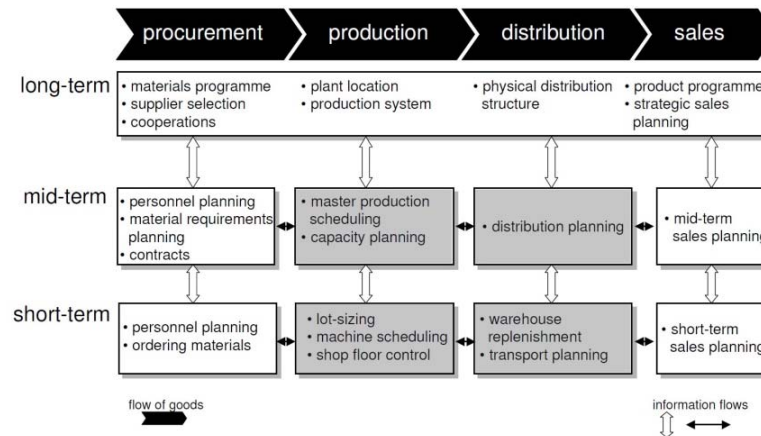 procurement
production
distribution
sales
long-term
• materials programme
• supplier selection
• cooperations
• plant location
• production system
• physical distribution
structure
• product programme
• strategic sales
planning
mid-term
• personnel planning
• material requirements
planning
• contracts
• master production
scheduling
• capacity planning
• distribution planning
• mid-term
sales planning
short-term
• personnel planning
• ordering materials
• lot-sizing
• machine scheduling
• shop floor control
• warehouse
replenishment
• transport planning
• short-term
sales planning
flow of goods
information flows